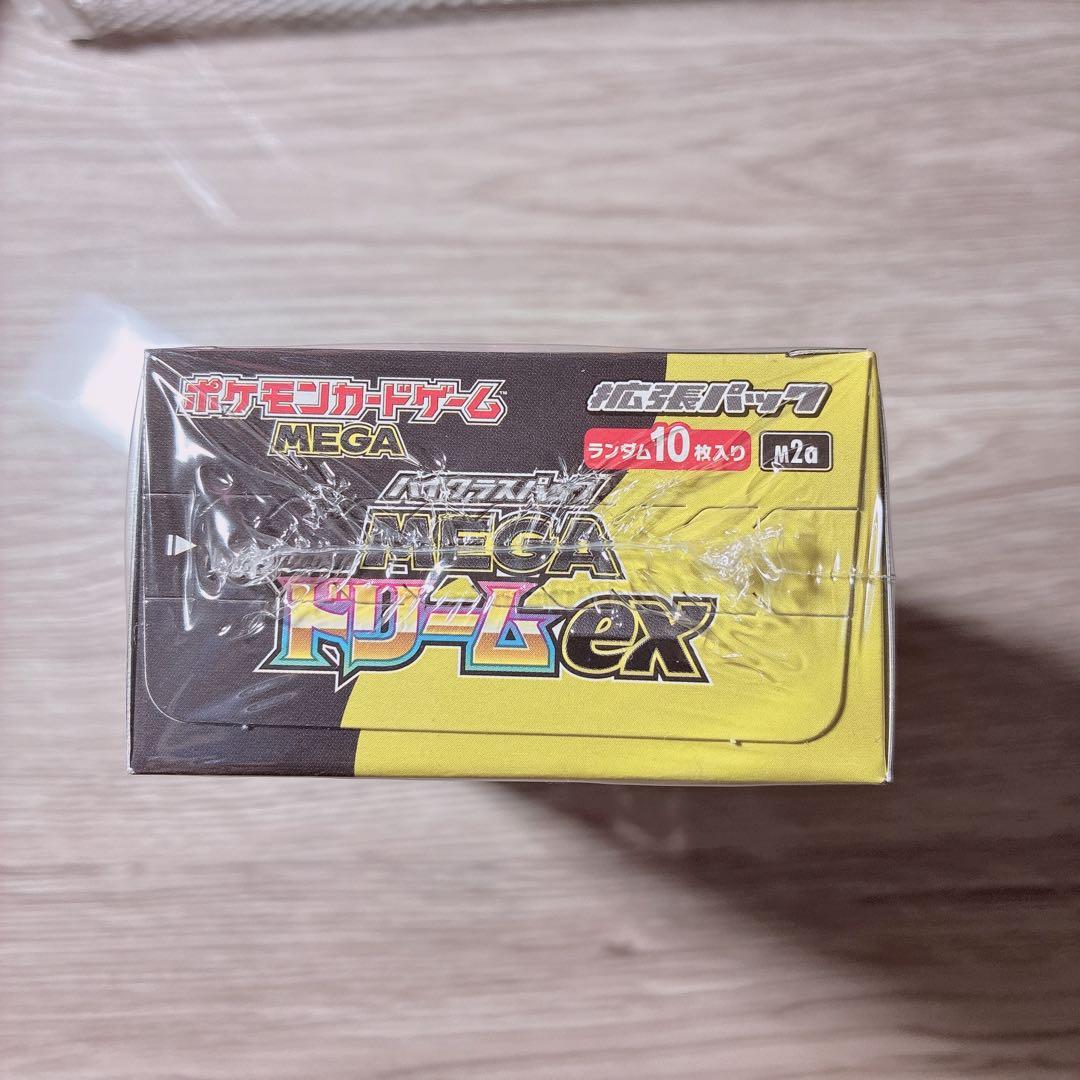 ポケモンカードゲーム
MEGA
拡張パック
ランダム10枚入り
M2a
ハイクラスパック
MEGA
ドリームex